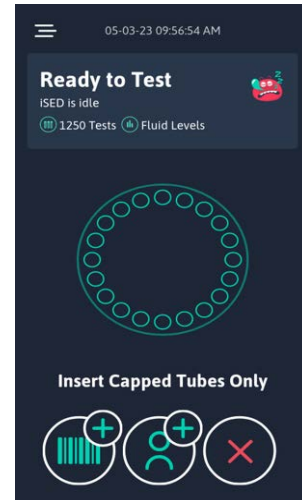 05-03-23 09:56:54 AM
Ready to Test
iSED is idle
1250 Tests Fluid Levels
Insert Capped Tubes Only